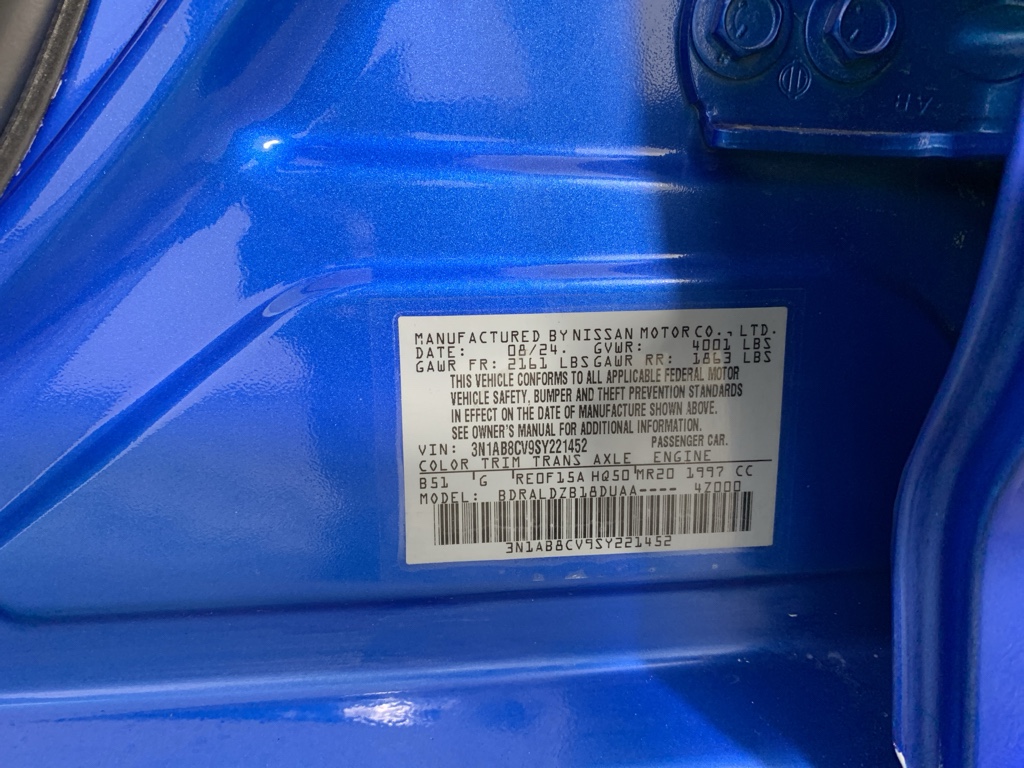 MANUFACTURED BY NISSAN MOTOR CO., LTD.
DATE: 08/24. GVWR: 4001 LBS
GAWR FR: 2161 LBS GAWR RR: 1863 LBS
THIS VEHICLE CONFORMS TO ALL APPLICABLE FEDERAL MOTOR
VEHICLE SAFETY, BUMPER AND THEFT PREVENTION STANDARDS
IN EFFECT ON THE DATE OF MANUFACTURE SHOWN ABOVE.
SEE OWNER'S MANUAL FOR ADDITIONAL INFORMATION.
VIN: 3N1AB8CV9SY221452 PASSENGER CAR.
COLOR TRIM TRANS AXLE ENGINE
B51 G RE0F15A HQ50 MR20 1997 CC
MODEL: BDRALDZB18DUAA---- 47000
3N1AB8CV9SY221452